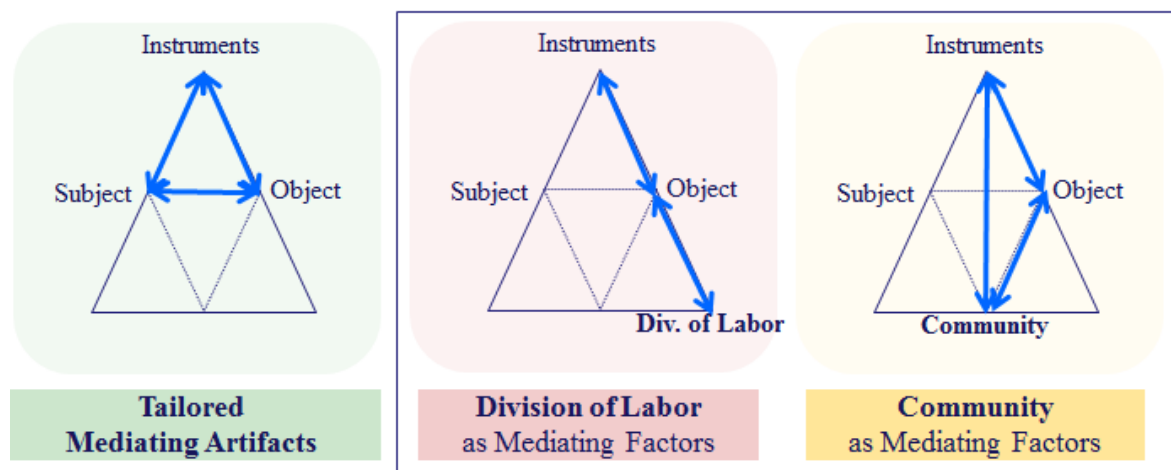 Instruments
Subject
Object
Tailored
Mediating Artifacts
Instruments
Subject
Object
Div. of Labor
Division of Labor
as Mediating Factors
Instruments
Subject
Object
Community
Community
as Mediating Factors